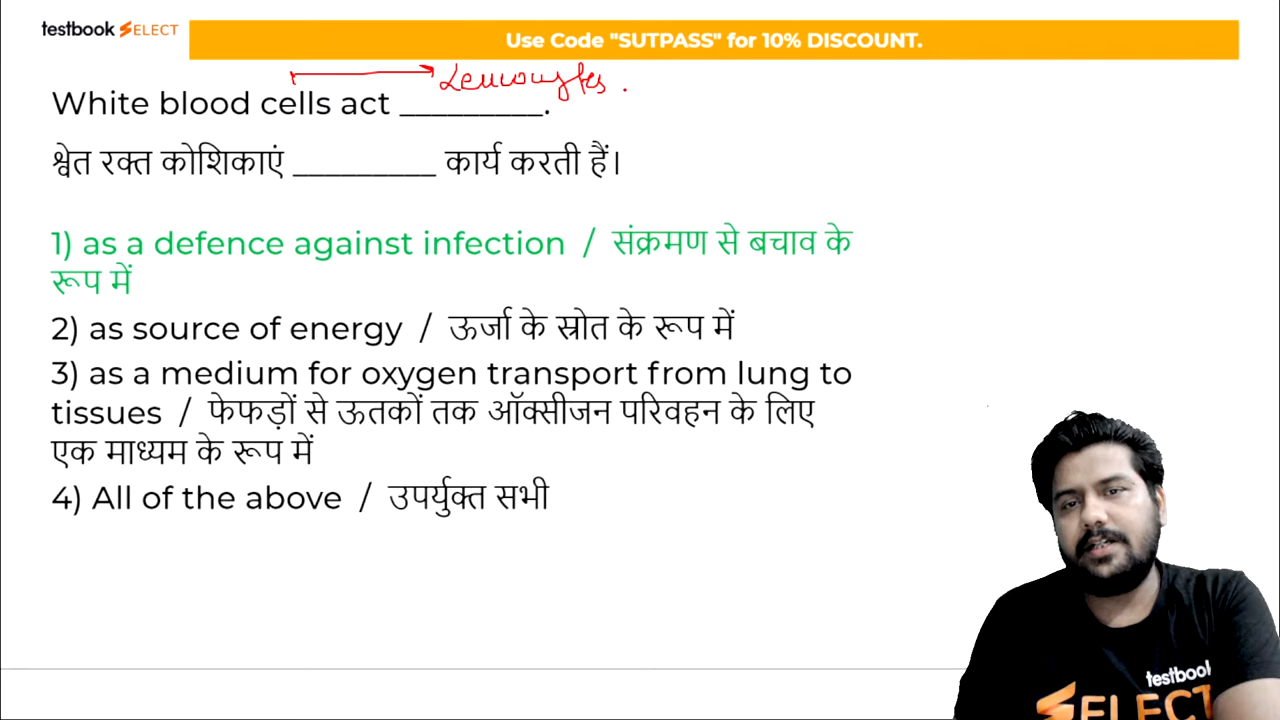 testbook SELECT
Use Code "SUTPASS" for 10% DISCOUNT.
Leucocytes.
White blood cells act _________.
श्वेत रक्त कोशिकाएं _________ कार्य करती हैं।
1) as a defence against infection / संक्रमण से बचाव के
रूप में
2) as source of energy / ऊर्जा के स्रोत के रूप में
3) as a medium for oxygen transport from lung to
tissues / फेफड़ों से ऊतकों तक ऑक्सीजन परिवहन के लिए
एक माध्यम के रूप में
4) All of the above / उपर्युक्त सभी
testbook
SELECT